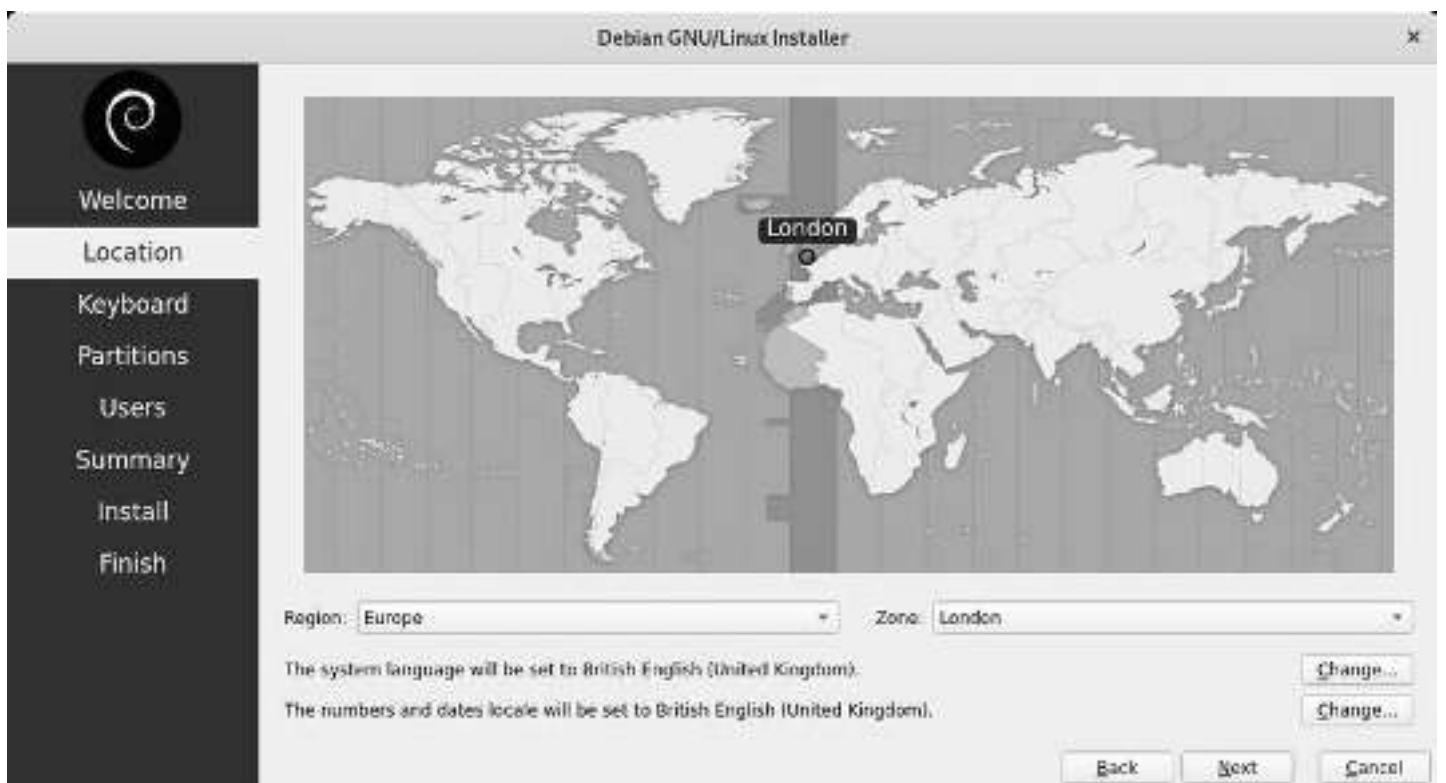 Debian GNU/Linux Installer
Welcome
Location
Keyboard
Partitions
Users
Summary
Install
Finish
London
Region: Europe
Zone: London
The system language will be set to British English (United Kingdom).
Change...
The numbers and dates locale will be set to British English (United Kingdom).
Change...
Back
Next
Cancel